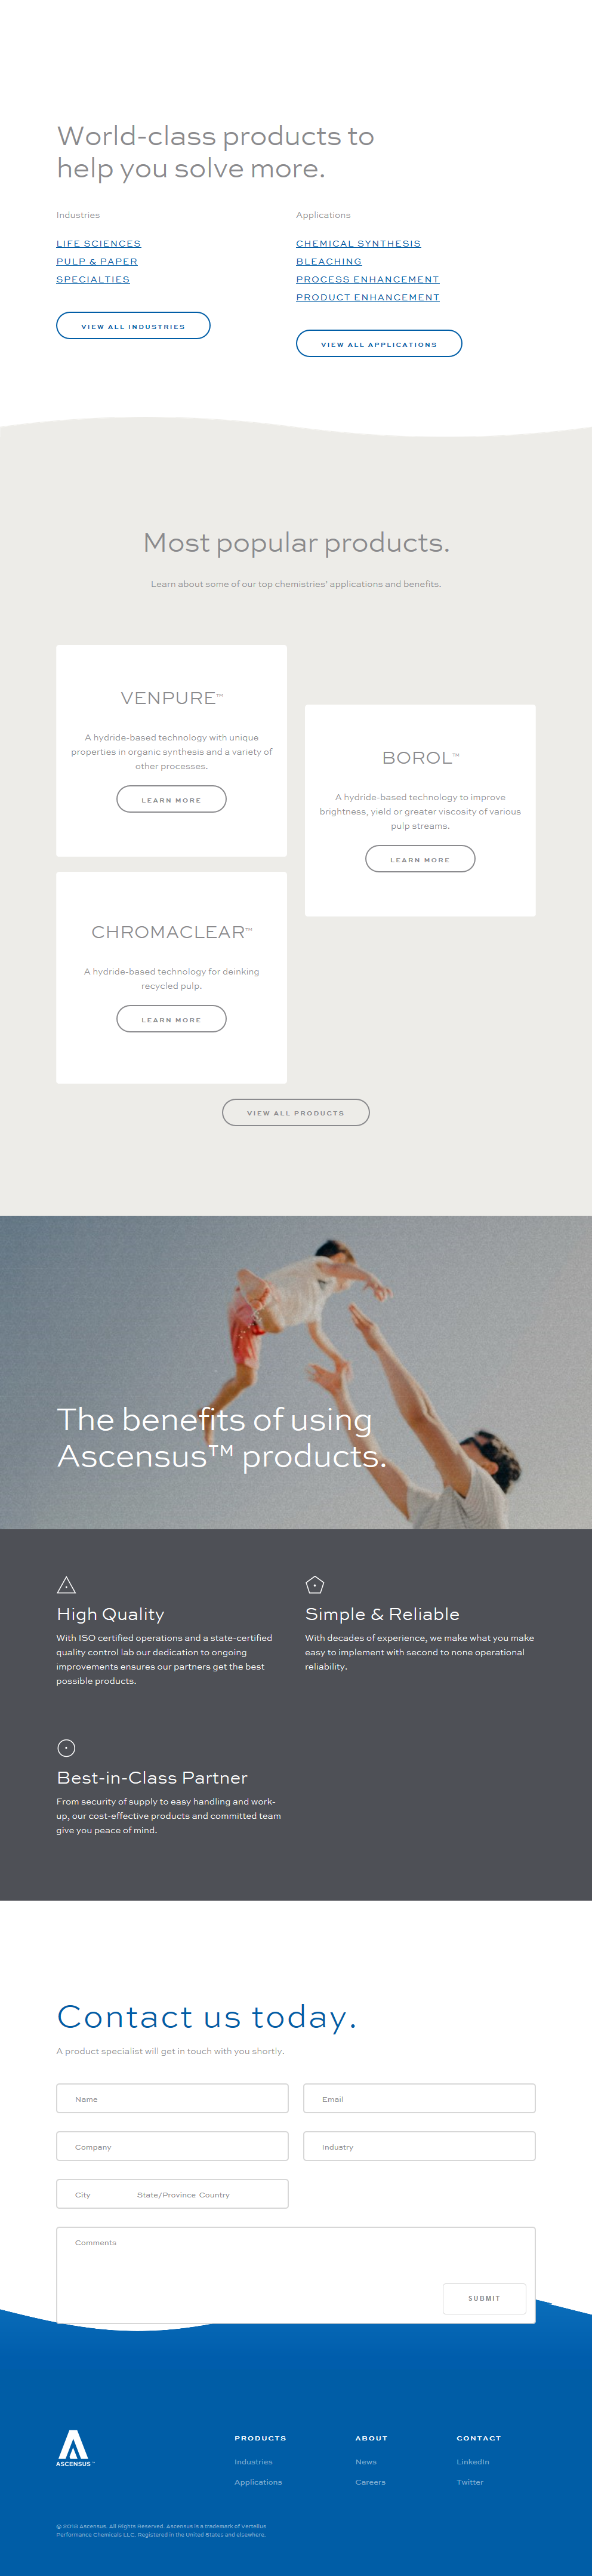 World-class products to
help you solve more.
Industries
LIFE SCIENCES
PULP & PAPER
SPECIALTIES
VIEW ALL INDUSTRIES
Applications
CHEMICAL SYNTHESIS
BLEACHING
PROCESS ENHANCEMENT
PRODUCT ENHANCEMENT
VIEW ALL APPLICATIONS
Most popular products.
Learn about some of our top chemistries' applications and benefits.
VENPURE™
A hydride-based technology with unique
properties in organic synthesis and a variety of
other processes.
LEARN MORE
BOROL™
A hydride-based technology to improve
brightness, yield or greater viscosity of various
pulp streams.
LEARN MORE
CHROMACLEAR™
A hydride-based technology for deinking
recycled pulp.
LEARN MORE
VIEW ALL PRODUCTS
The benefits of using
Ascensus™ products.
High Quality
With ISO certified operations and a state-certified
quality control lab our dedication to ongoing
improvements ensures our partners get the best
possible products.
Simple & Reliable
With decades of experience, we make what you make
easy to implement with second to none operational
reliability.
Best-in-Class Partner
From security of supply to easy handling and work-
up, our cost-effective products and committed team
give you peace of mind.
Contact us today.
A product specialist will get in touch with you shortly.
Name
Email
Company
Industry
City State/Province Country
Comments
SUBMIT
ASCENSUS™
PRODUCTS
Industries
Applications
ABOUT
News
Careers
CONTACT
LinkedIn
Twitter
© 2016 Ascensus. All Rights Reserved. Ascensus is a trademark of Vertellus
Performance Chemicals LLC. Registered in the United States and elsewhere.